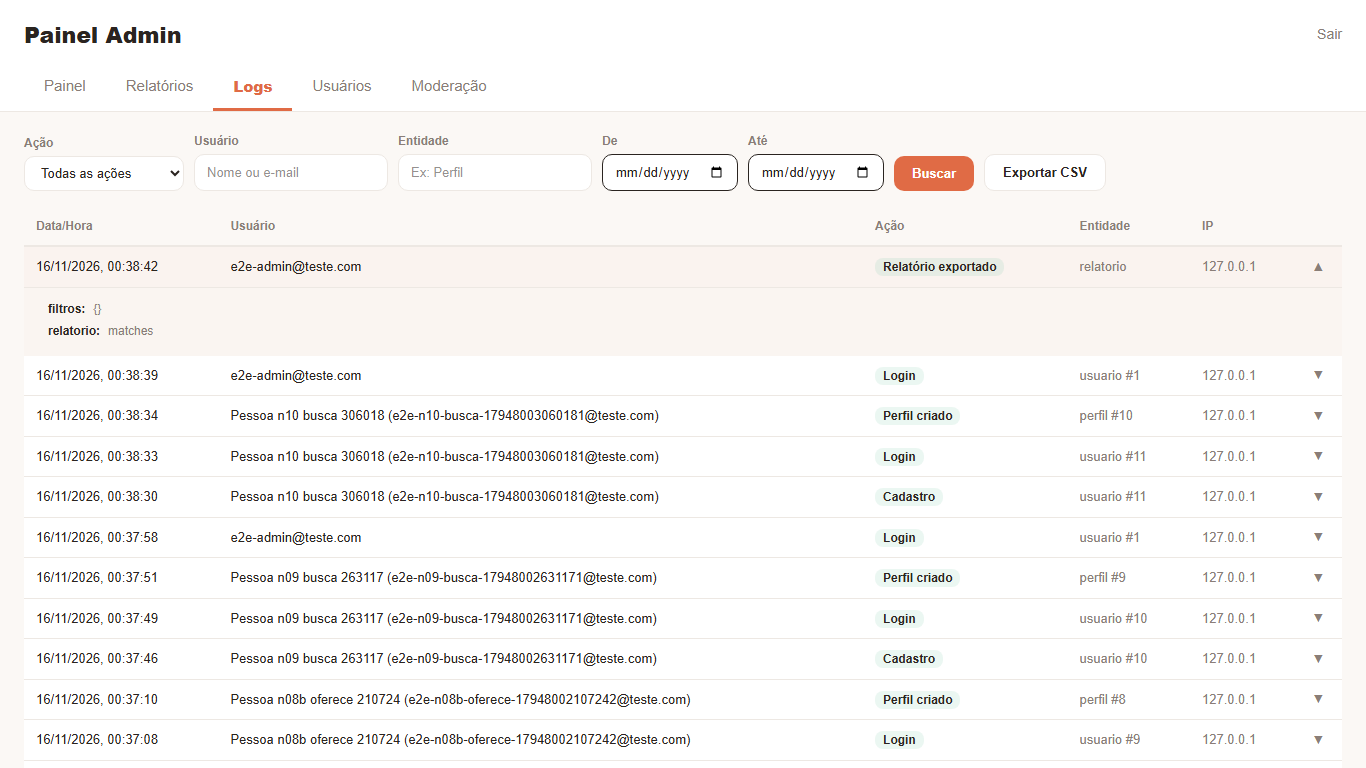 Painel Admin
Sair
Painel Relatórios Logs Usuários Moderação
Ação Usuário Entidade De Até
Todas as ações Nome ou e-mail Ex: Perfil mm/dd/yyyy mm/dd/yyyy Buscar Exportar CSV
Data/Hora Usuário Ação Entidade IP
16/11/2026, 00:38:42 e2e-admin@teste.com Relatório exportado relatorio 127.0.0.1 ▲
filtros: {}
relatorio: matches
16/11/2026, 00:38:39 e2e-admin@teste.com Login usuario #1 127.0.0.1 ▼
16/11/2026, 00:38:34 Pessoa n10 busca 306018 (e2e-n10-busca-17948003060181@teste.com) Perfil criado perfil #10 127.0.0.1 ▼
16/11/2026, 00:38:33 Pessoa n10 busca 306018 (e2e-n10-busca-17948003060181@teste.com) Login usuario #11 127.0.0.1 ▼
16/11/2026, 00:38:30 Pessoa n10 busca 306018 (e2e-n10-busca-17948003060181@teste.com) Cadastro usuario #11 127.0.0.1 ▼
16/11/2026, 00:37:58 e2e-admin@teste.com Login usuario #1 127.0.0.1 ▼
16/11/2026, 00:37:51 Pessoa n09 busca 263117 (e2e-n09-busca-17948002631171@teste.com) Perfil criado perfil #9 127.0.0.1 ▼
16/11/2026, 00:37:49 Pessoa n09 busca 263117 (e2e-n09-busca-17948002631171@teste.com) Login usuario #10 127.0.0.1 ▼
16/11/2026, 00:37:46 Pessoa n09 busca 263117 (e2e-n09-busca-17948002631171@teste.com) Cadastro usuario #10 127.0.0.1 ▼
16/11/2026, 00:37:10 Pessoa n08b oferece 210724 (e2e-n08b-oferece-17948002107242@teste.com) Perfil criado perfil #8 127.0.0.1 ▼
16/11/2026, 00:37:08 Pessoa n08b oferece 210724 (e2e-n08b-oferece-17948002107242@teste.com) Login usuario #9 127.0.0.1 ▼